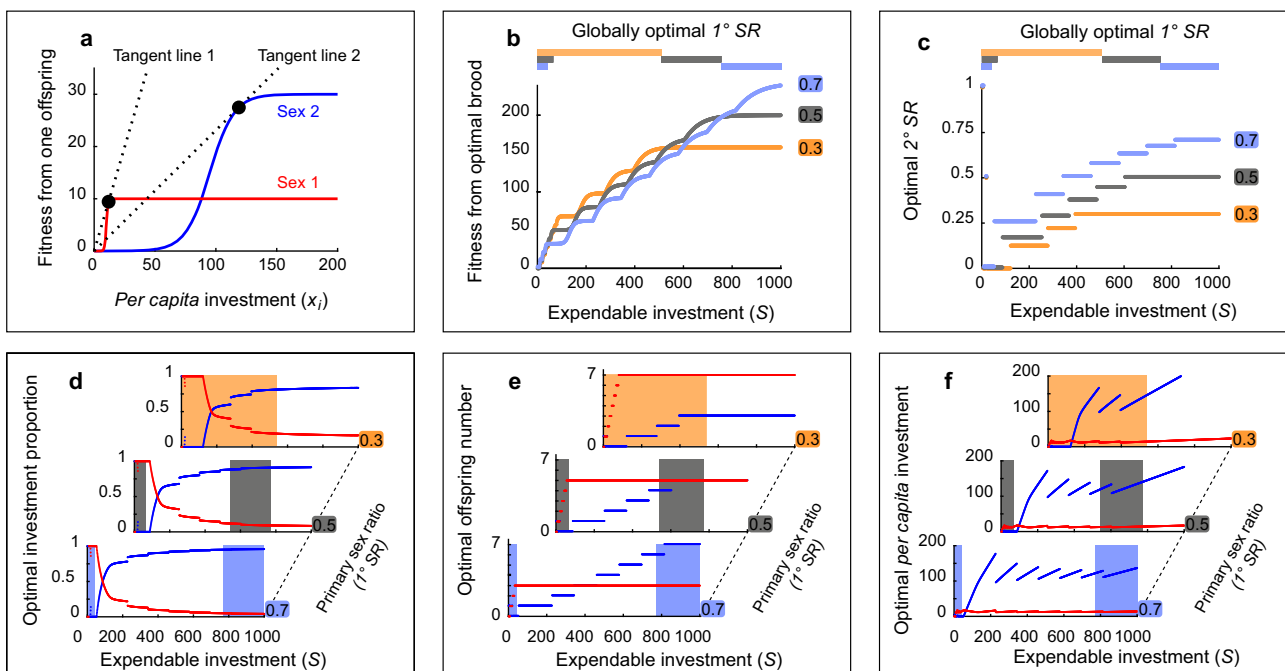 a
Tangent line 1
Tangent line 2
30
20
10
0
Sex 2
Sex 1
Fitness from one offspring
0
50
100
150
200
Per capita investment (xi)
b
Globally optimal 1° SR
200
150
100
50
0
0.7
0.5
0.3
Fitness from optimal brood
0 200 400 600 800 1000
Expendable investment (S)
c
Globally optimal 1° SR
1
0.75
0.5
0.25
0
0.7
0.5
0.3
Optimal 2° SR
0 200 400 600 800 1000
Expendable investment (S)
d
Optimal investment proportion
1
0.5
0
0.3
1
0.5
0
0.5
1
0.5
0
0.7
Primary sex ratio
(1° SR)
0 200 400 600 800 1000
Expendable investment (S)
e
Optimal offspring number
7
0
0.3
7
0
0.5
7
0
0.7
Primary sex ratio
(1° SR)
0 200 400 600 800 1000
Expendable investment (S)
f
Optimal per capita investment
200
100
0
0.3
200
100
0
0.5
200
100
0
0.7
Primary sex ratio
(1° SR)
0 200 400 600 800 1000
Expendable investment (S)